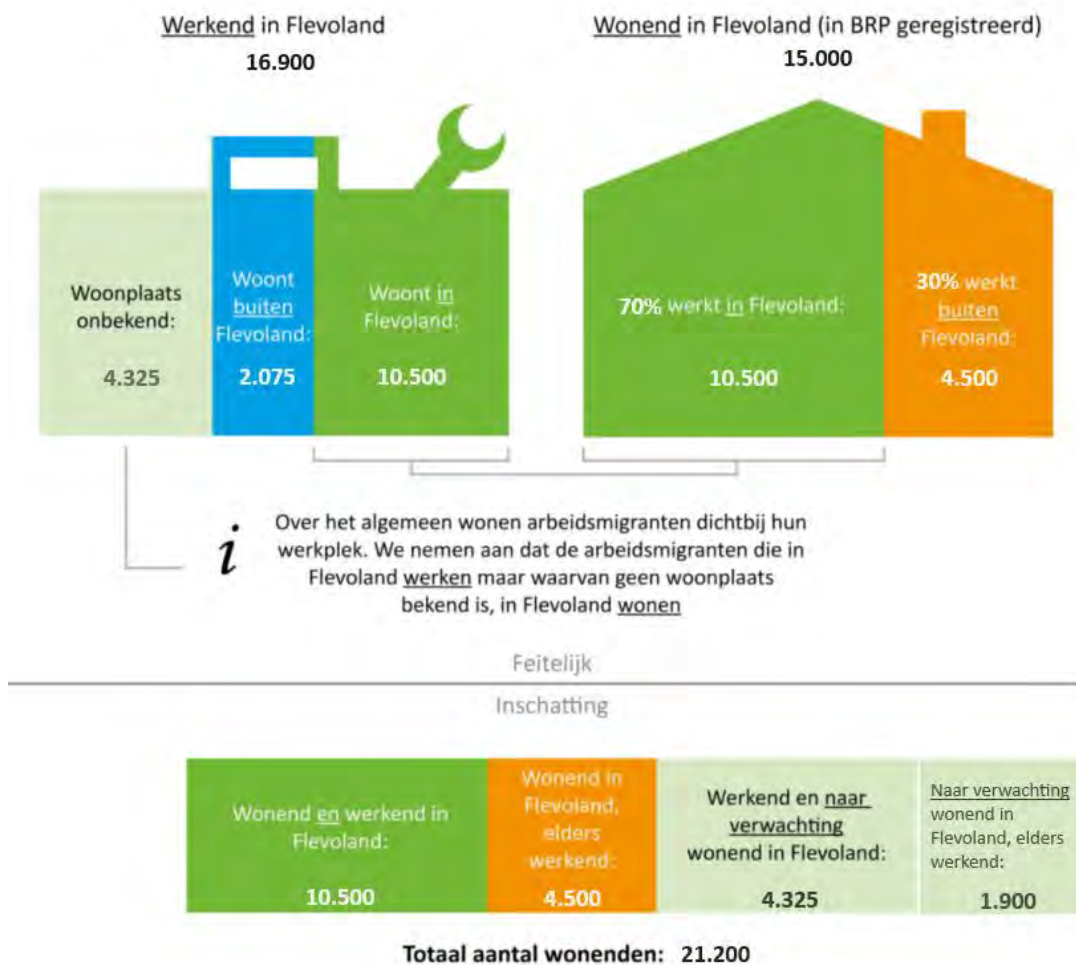 Werkend in Flevoland
16.900
Wonend in Flevoland (in BRP geregistreerd)
15.000
Woonplaats
onbekend:
4.325
Woont
buiten
Flevoland:
2.075
Woont in
Flevoland:
10.500
70% werkt in Flevoland:
10.500
30% werkt
buiten
Flevoland:
4.500
i
Over het algemeen wonen arbeidsmigranten dichtbij hun
werkplek. We nemen aan dat de arbeidsmigranten die in
Flevoland werken maar waarvan geen woonplaats
bekend is, in Flevoland wonen
Feitelijk
Inschatting
Wonend en werkend in
Flevoland:
10.500
Wonend in
Flevoland,
elders
werkend:
4.500
Werkend en naar
verwachting
wonend in Flevoland:
4.325
Naar verwachting
wonend in
Flevoland, elders
werkend:
1.900
Totaal aantal wonenden: 21.200